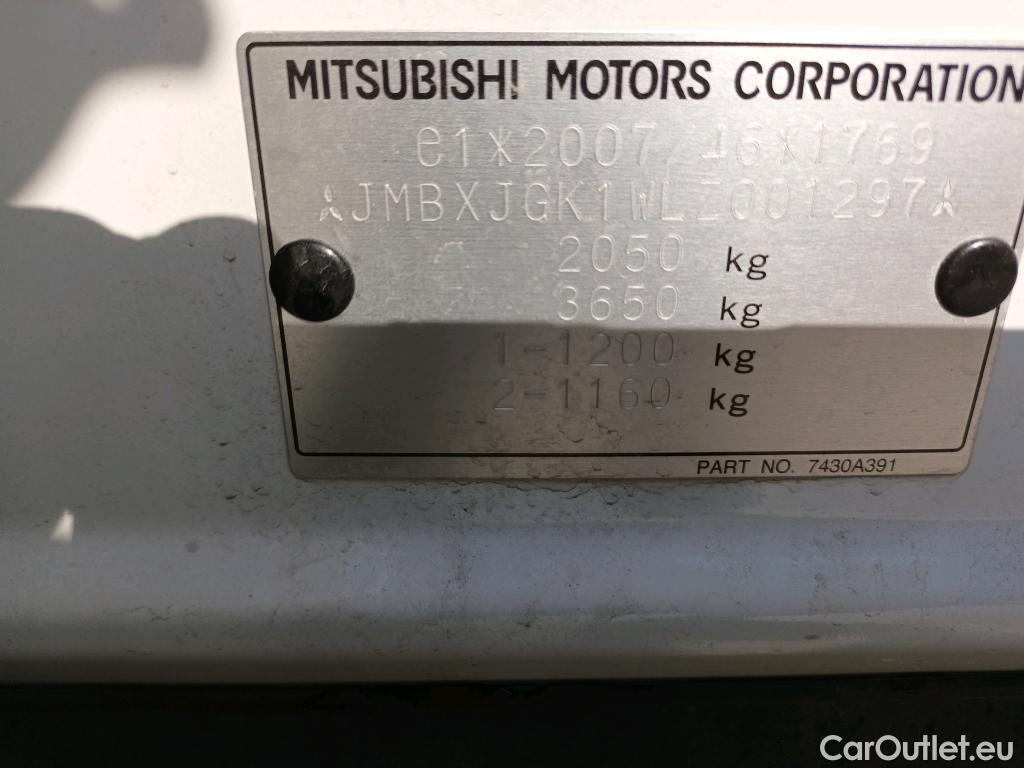 MITSUBISHI MOTORS CORPORATION
e1*2007/46*1769
JMBXJGK1WLZ001297
2050 kg
3650 kg
1-1200 kg
2-1160 kg
PART NO. 7430A391
CarOutlet.eu